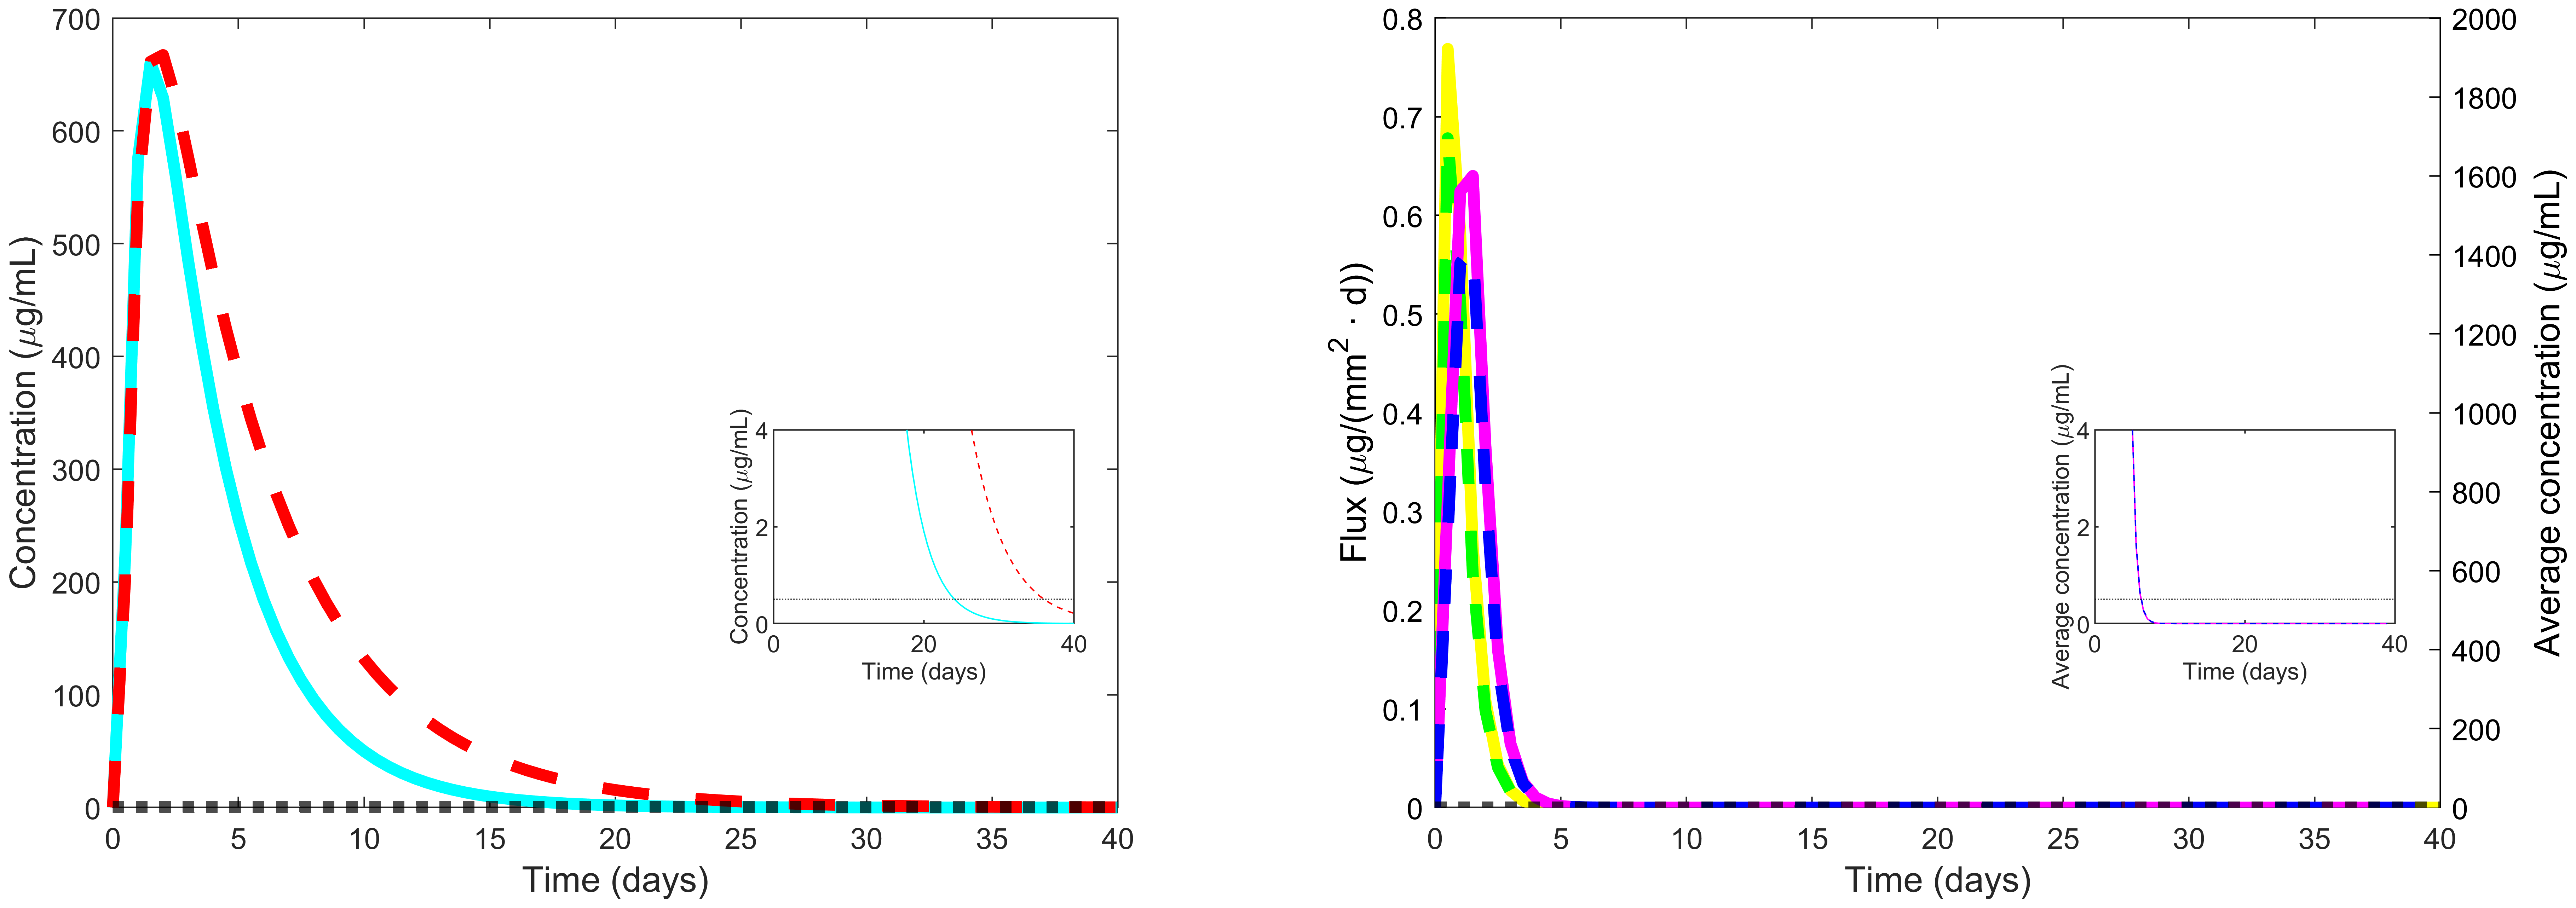 700
600
500
400
300
200
100
0
0 5 10 15 20 25 30 35 40
Time (days)
Concentration (μg/mL)
4
2
0
0 20 40
Time (days)
Concentration (μg/mL)
0.8
0.7
0.6
0.5
0.4
0.3
0.2
0.1
0
0 5 10 15 20 25 30 35 40
Time (days)
Flux (μg/(mm² · d))
2000
1800
1600
1400
1200
1000
800
600
400
200
0
Average concentration (μg/mL)
4
2
0
0 20 40
Time (days)
Average concentration (μg/mL)